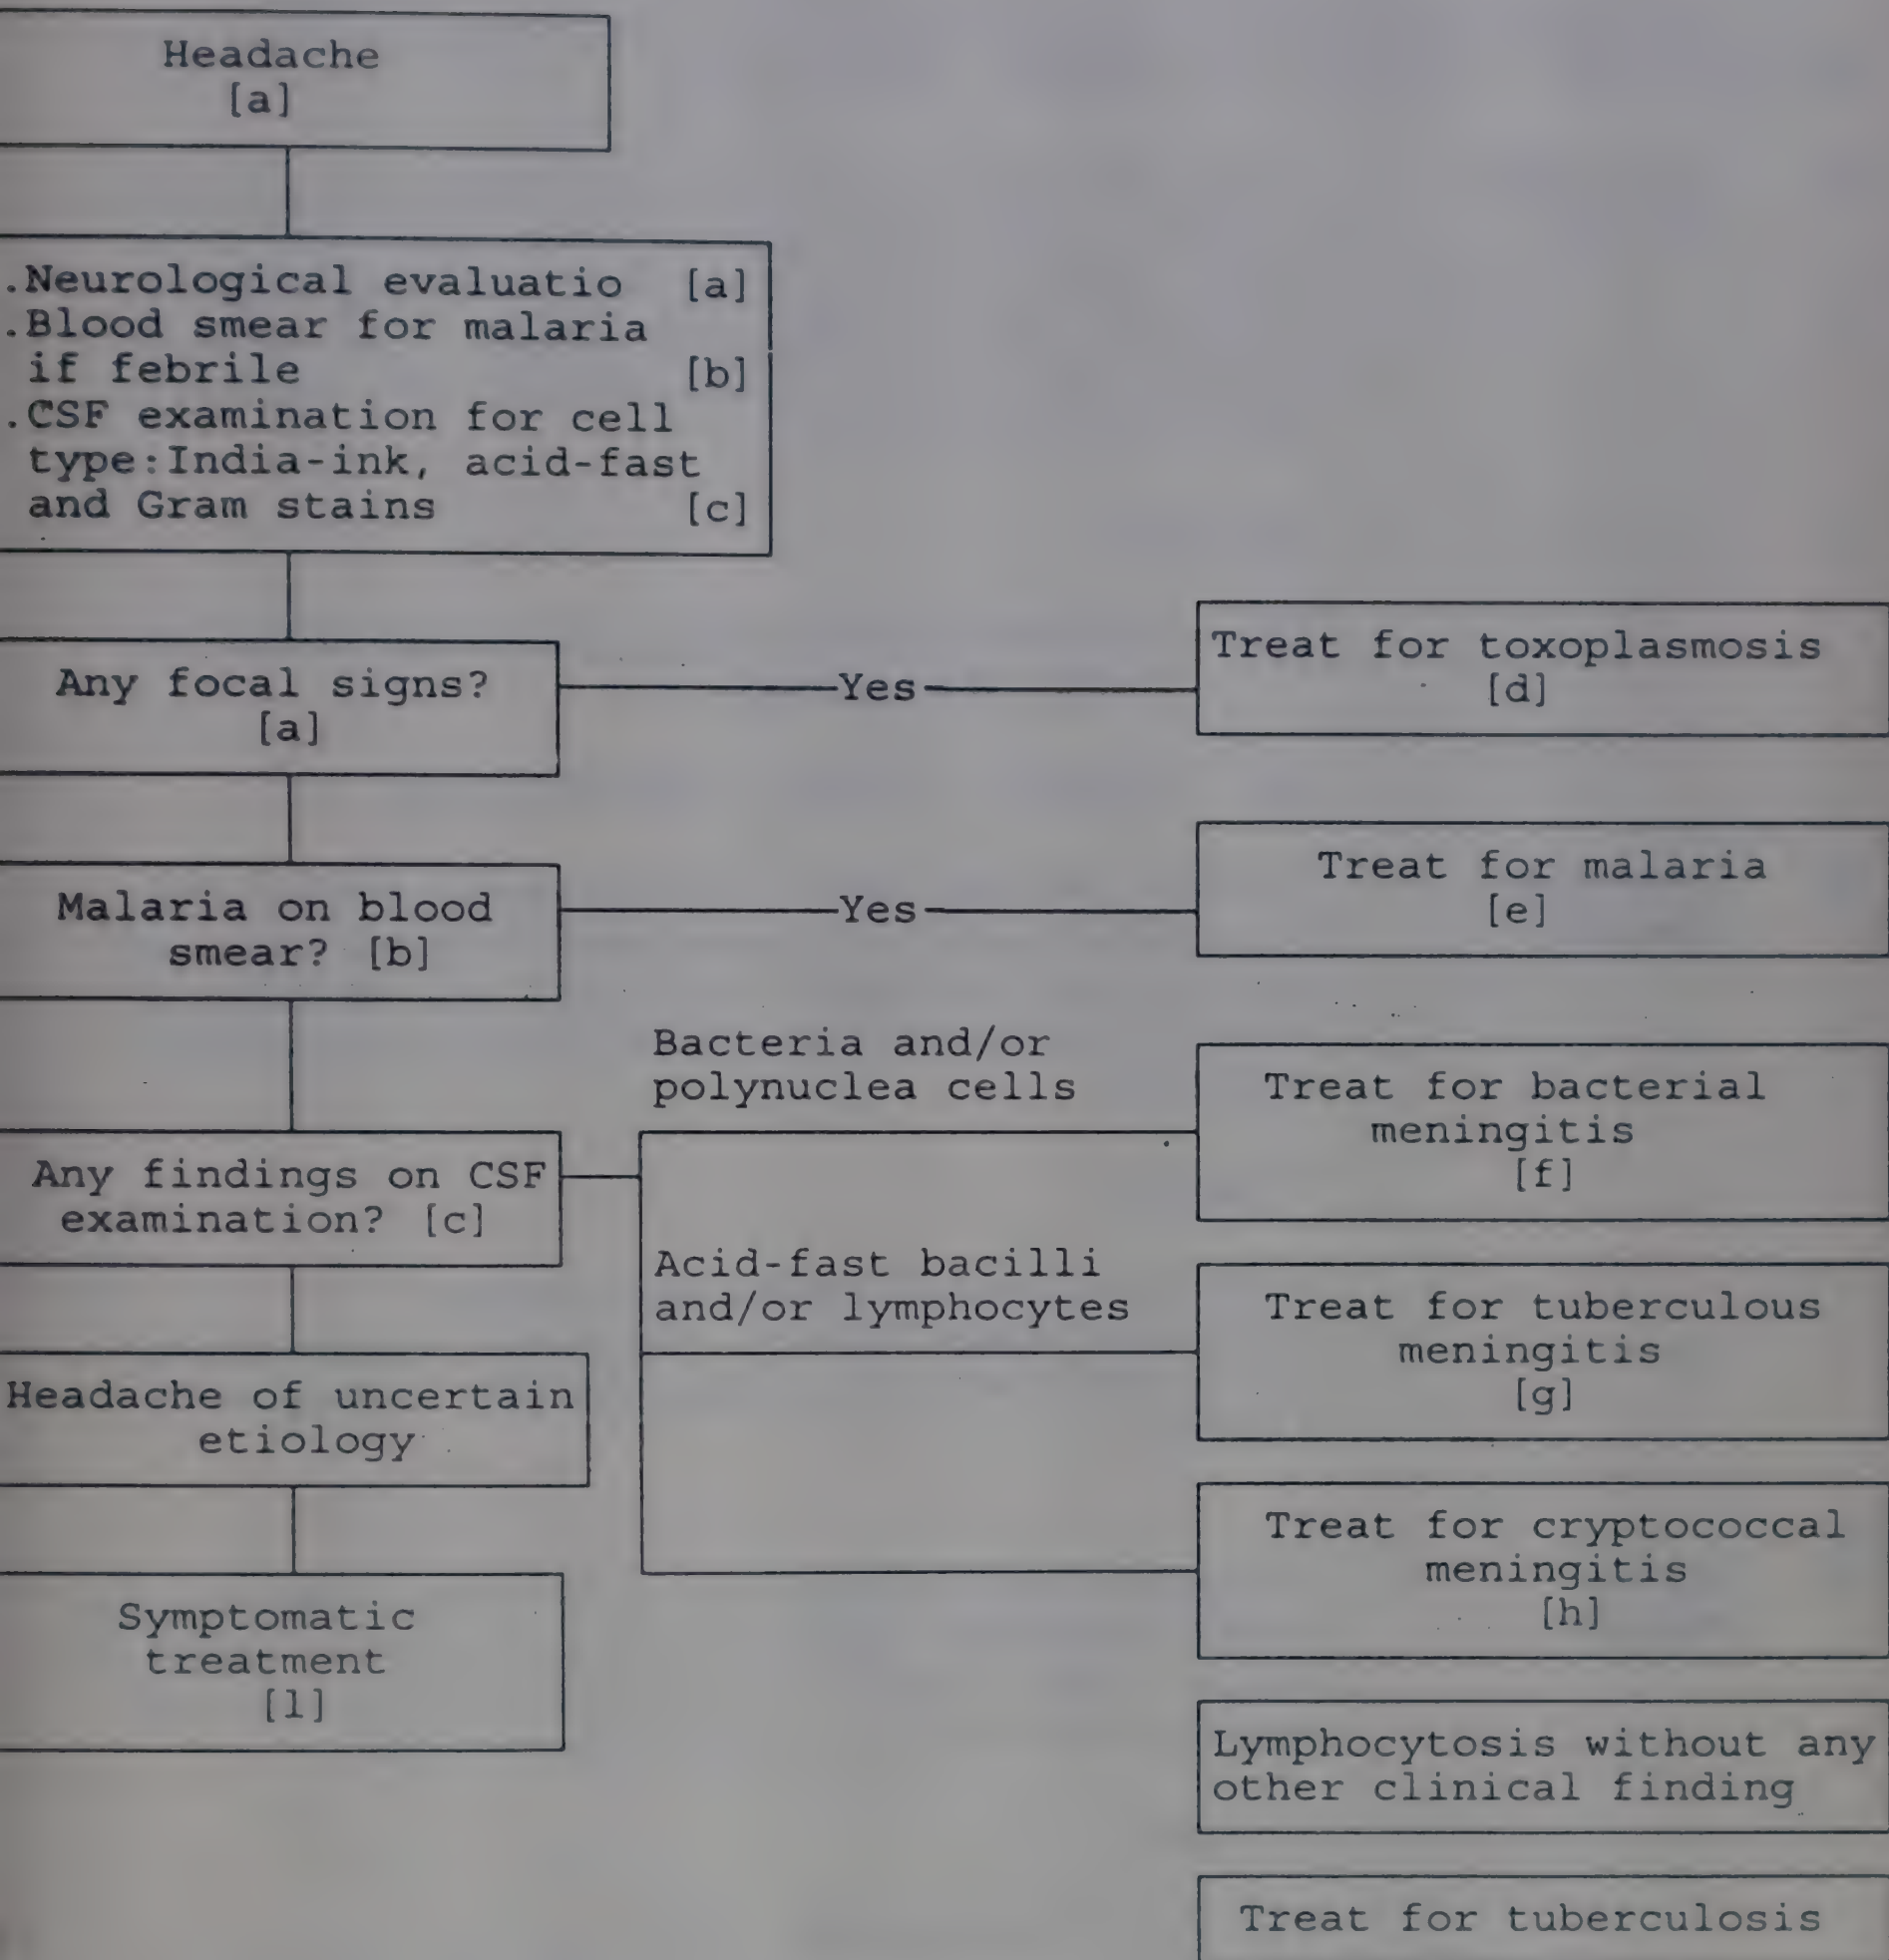 Headache
[a]
.Neurological evaluatio [a]
.Blood smear for malaria
if febrile [b]
.CSF examination for cell
type:India-ink, acid-fast
and Gram stains [c]
Any focal signs?
[a]
Yes
Treat for toxoplasmosis
[d]
Malaria on blood
smear? [b]
Yes
Treat for malaria
[e]
Any findings on CSF
examination? [c]
Bacteria and/or
polynuclea cells
Treat for bacterial
meningitis
[f]
Acid-fast bacilli
and/or lymphocytes
Treat for tuberculous
meningitis
[g]
Treat for cryptococcal
meningitis
[h]
Headache of uncertain
etiology
Symptomatic
treatment
[l]
Lymphocytosis without any
other clinical finding
Treat for tuberculosis